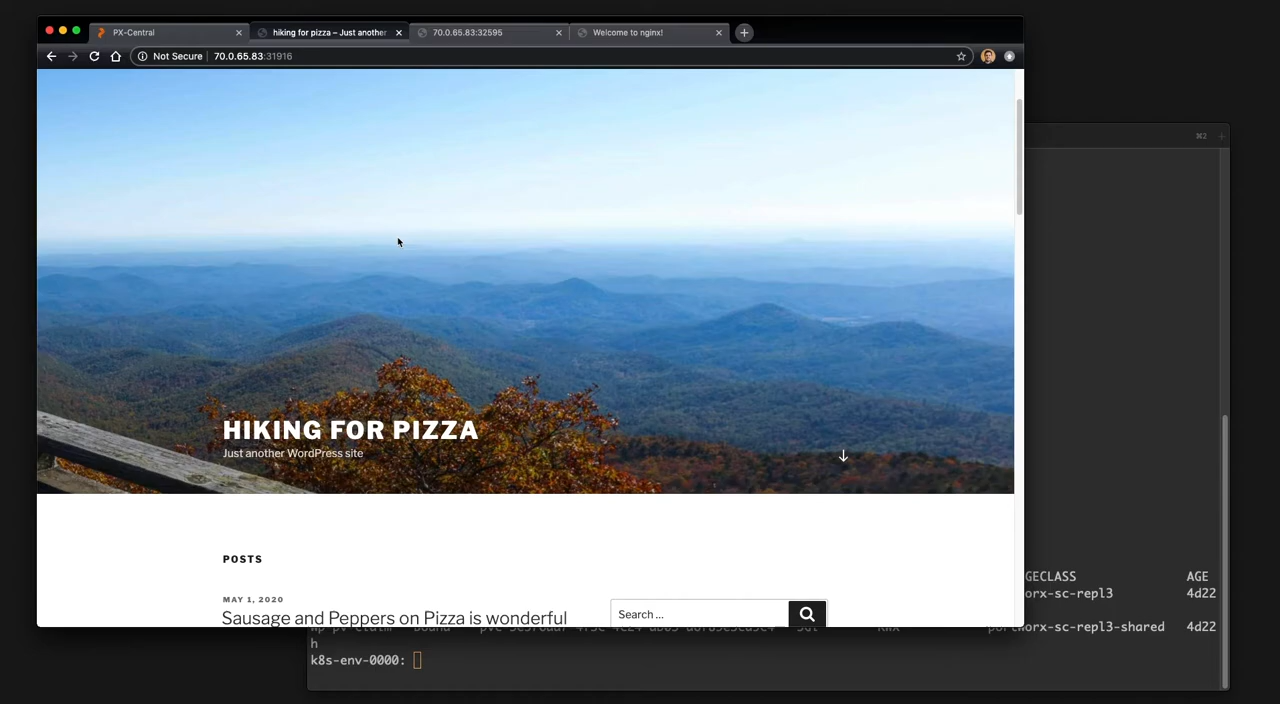 PX-Central
hiking for pizza – Just another
70.0.65.83:32595
Welcome to nginx!
Not Secure | 70.0.65.83:31916
⌘2 +
HIKING FOR PIZZA
Just another WordPress site
POSTS
MAY 1, 2020
Sausage and Peppers on Pizza is wonderful
Search …
GECLASS AGE
orx-sc-repl3 4d22
portworx-sc-repl3-shared 4d22
h
k8s-env-0000: